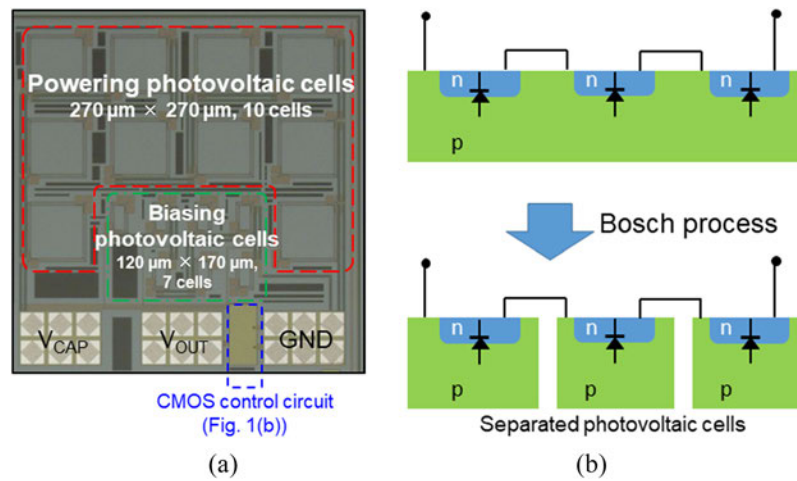 Powering photovoltaic cells
270 μm × 270 μm, 10 cells
Biasing
photovoltaic cells
120 μm × 170 μm,
7 cells
VCAP
VOUT
GND
CMOS control circuit
(Fig. 1(b))
(a)
n
n
n
p
Bosch process
n
n
n
p
p
p
Separated photovoltaic cells
(b)